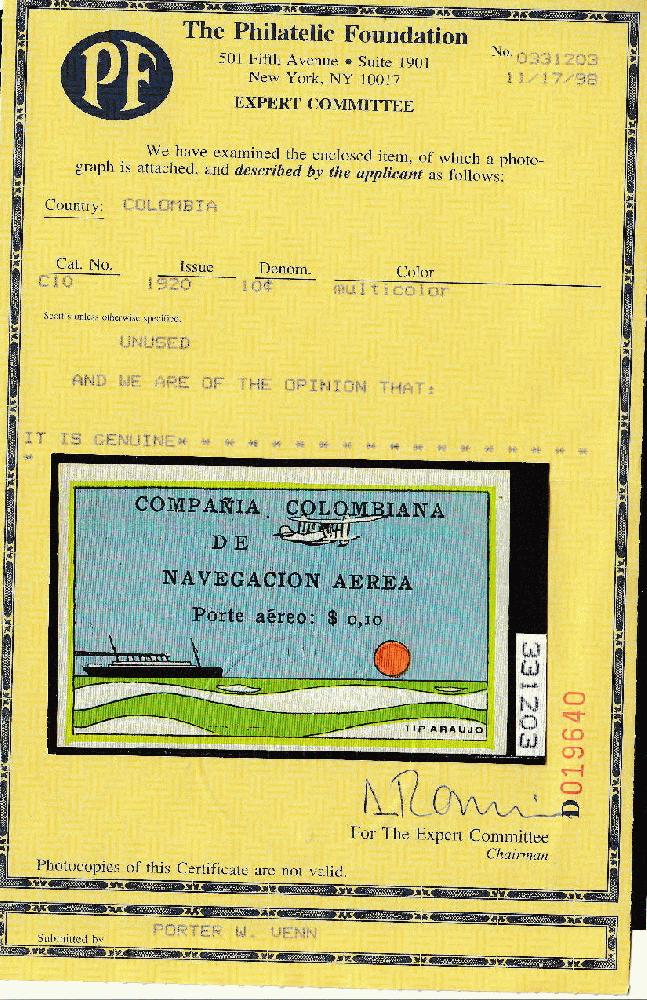 PF
The Philatelic Foundation
501 Fifth Avenue • Suite 1901
New York, NY 10017
No. 0331203
11/17/98
EXPERT COMMITTEE
We have examined the enclosed item, of which a photo-
graph is attached, and described by the applicant as follows:
Country: COLOMBIA
Cat. No. Issue Denom. Color
C10 1920 10¢ multicolor
Scott's unless otherwise specified.
UNUSED
AND WE ARE OF THE OPINION THAT:
IT IS GENUINE* * * * * * * * * * * * * * * * * *
*
COMPAÑIA COLOMBIANA
DE
NAVEGACION AEREA
Porte aéreo: $ 0,10
TIP ARAUJO
331203
D019640
For The Expert Committee
Chairman
Photocopies of this Certificate are not valid.
Submitted by PORTER W. VENN